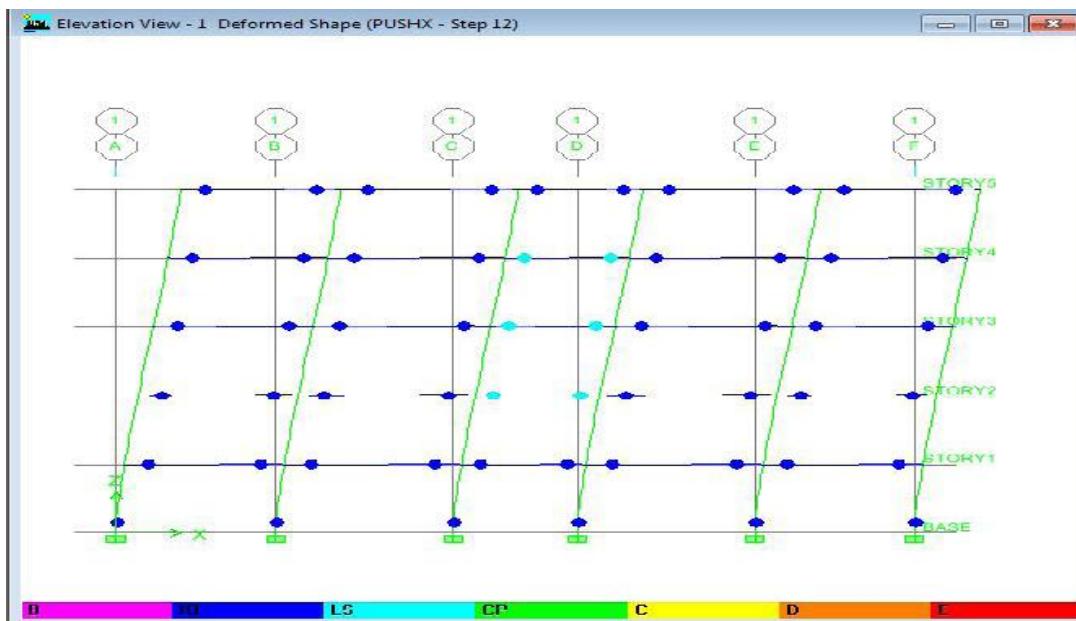 Elevation View - 1 Deformed Shape (PUSHX - Step 12)
1 1 1 1 1 1
A B C D E F
STORY5
STORY4
STORY3
STORY2
STORY1
Z
X
BASE
B IO LS CP C D E